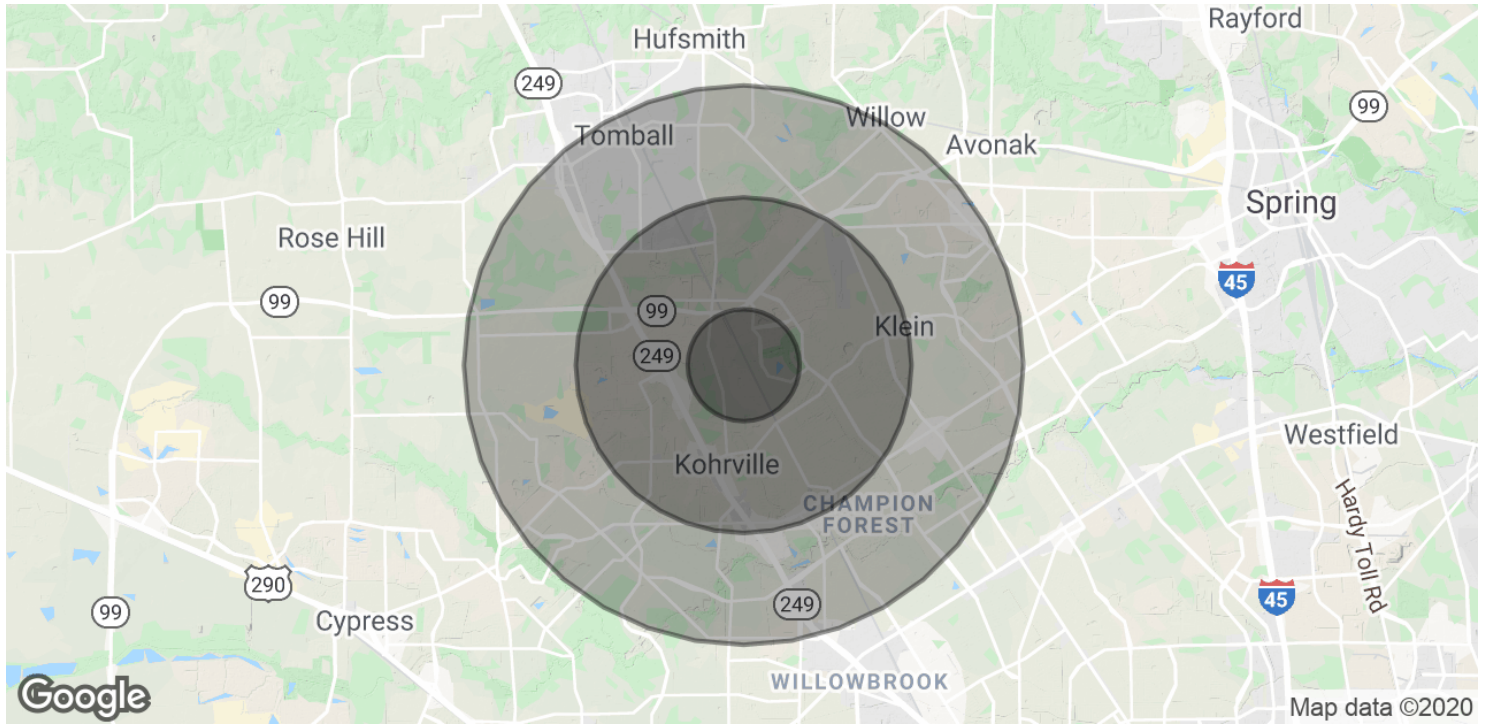 Rayford
Hufsmith
249
99
Willow
Tomball
Avonak
Spring
Rose Hill
45
99
99
Klein
249
Westfield
Kohrville
CHAMPION
FOREST
Hardy Toll Rd
290
45
249
99
Cypress
WILLOWBROOK
Google
Map data ©2020